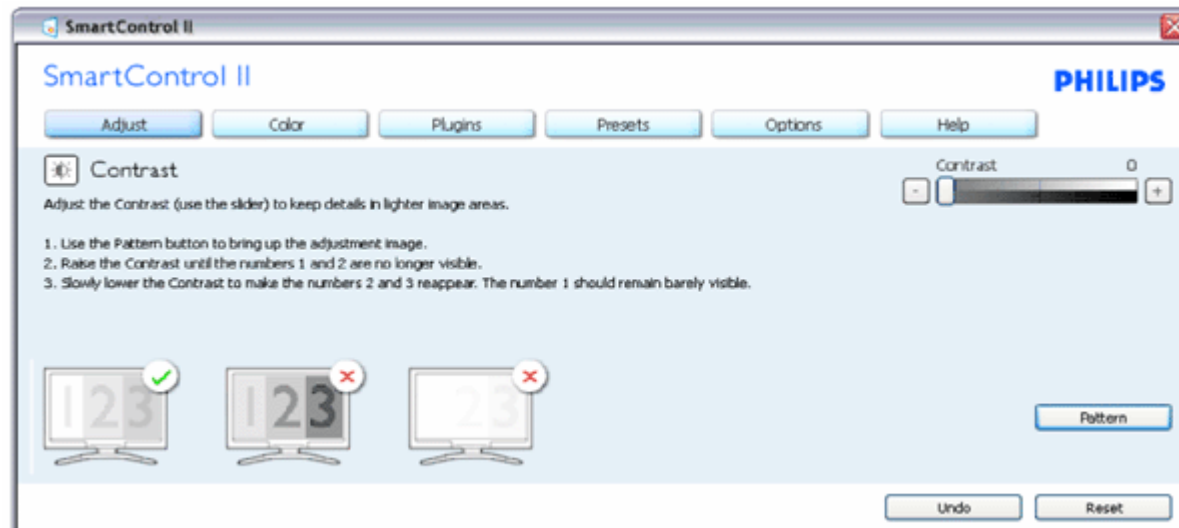 SmartControl II
SmartControl II
PHILIPS
Adjust Color Plugins Presets Options Help
Contrast
Contrast 0
- +
Adjust the Contrast (use the slider) to keep details in lighter image areas.
1. Use the Pattern button to bring up the adjustment image.
2. Raise the Contrast until the numbers 1 and 2 are no longer visible.
3. Slowly lower the Contrast to make the numbers 2 and 3 reappear. The number 1 should remain barely visible.
123 123 23
Pattern
Undo Reset